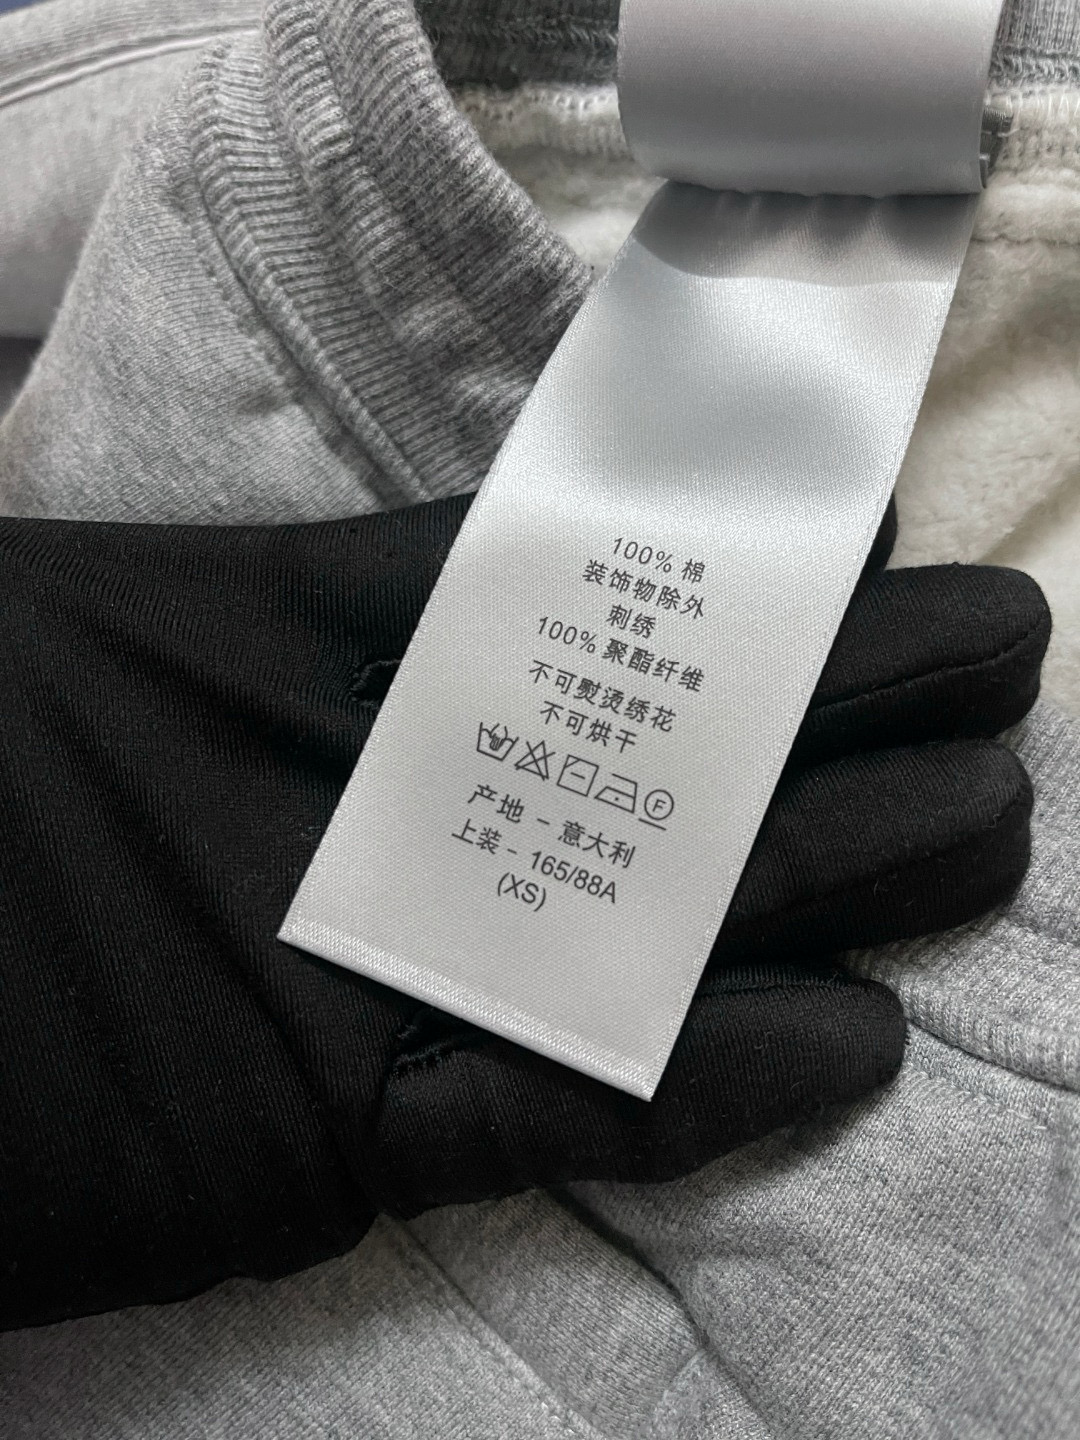 100% 棉
装饰物除外
刺绣
100% 聚酯纤维
不可熨烫绣花
不可烘干
F
产地 - 意大利
上装 - 165/88A
(XS)